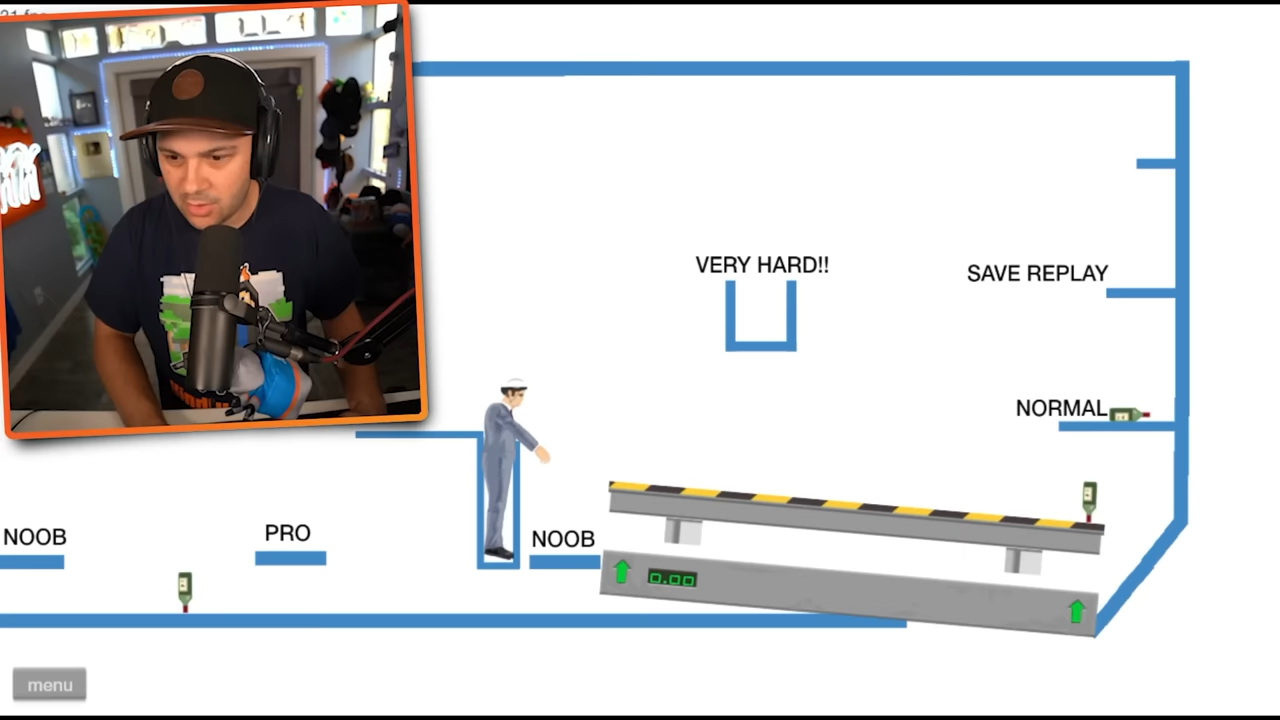 VERY HARD!!
SAVE REPLAY
NORMAL
NOOB
PRO
NOOB
0.00
menu